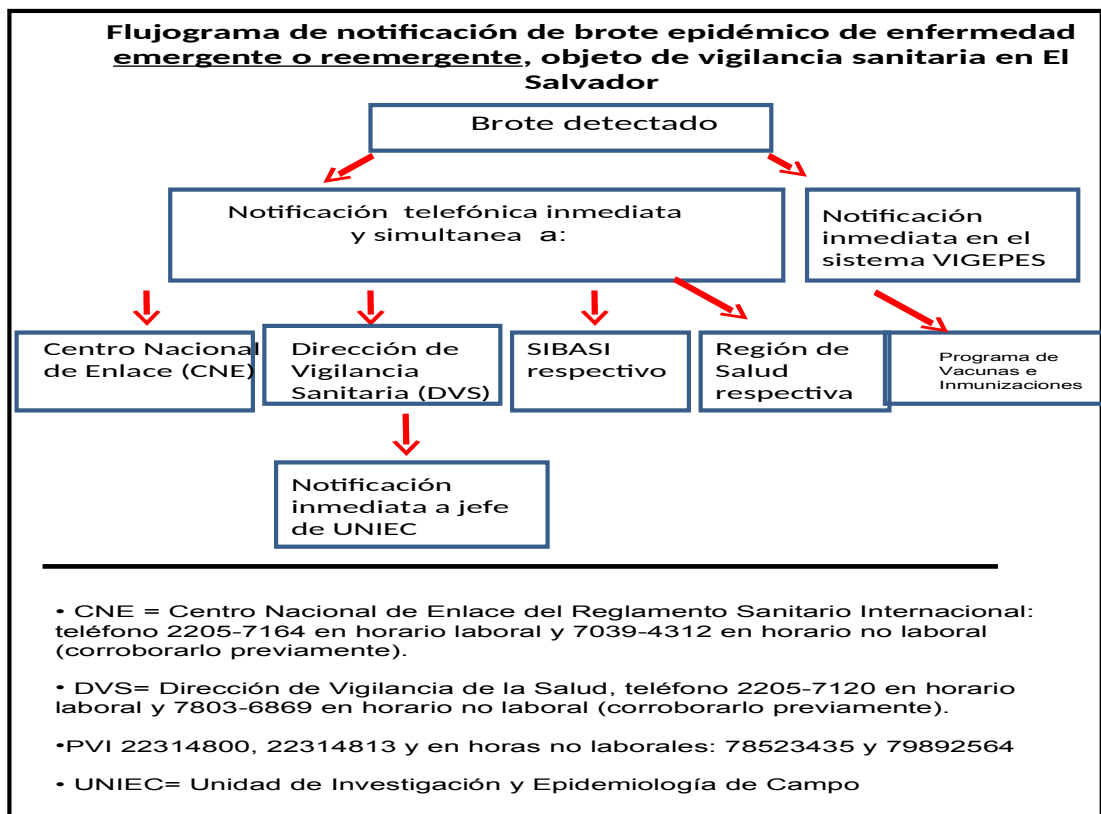 Flujograma de notificación de brote epidémico de enfermedad
emergente o reemergente, objeto de vigilancia sanitaria en El
Salvador
Brote detectado
Notificación telefónica inmediata
y simultanea a:
Notificación
inmediata en el
sistema VIGEPES
Centro Nacional
de Enlace (CNE)
Dirección de
Vigilancia
Sanitaria (DVS)
SIBASI
respectivo
Región de
Salud
respectiva
Programa de
Vacunas e
Inmunizaciones
Notificación
inmediata a jefe
de UNIEC
• CNE = Centro Nacional de Enlace del Reglamento Sanitario Internacional:
teléfono 2205-7164 en horario laboral y 7039-4312 en horario no laboral
(corroborarlo previamente).
• DVS= Dirección de Vigilancia de la Salud, teléfono 2205-7120 en horario
laboral y 7803-6869 en horario no laboral (corroborarlo previamente).
•PVI 22314800, 22314813 y en horas no laborales: 78523435 y 79892564
• UNIEC= Unidad de Investigación y Epidemiología de Campo